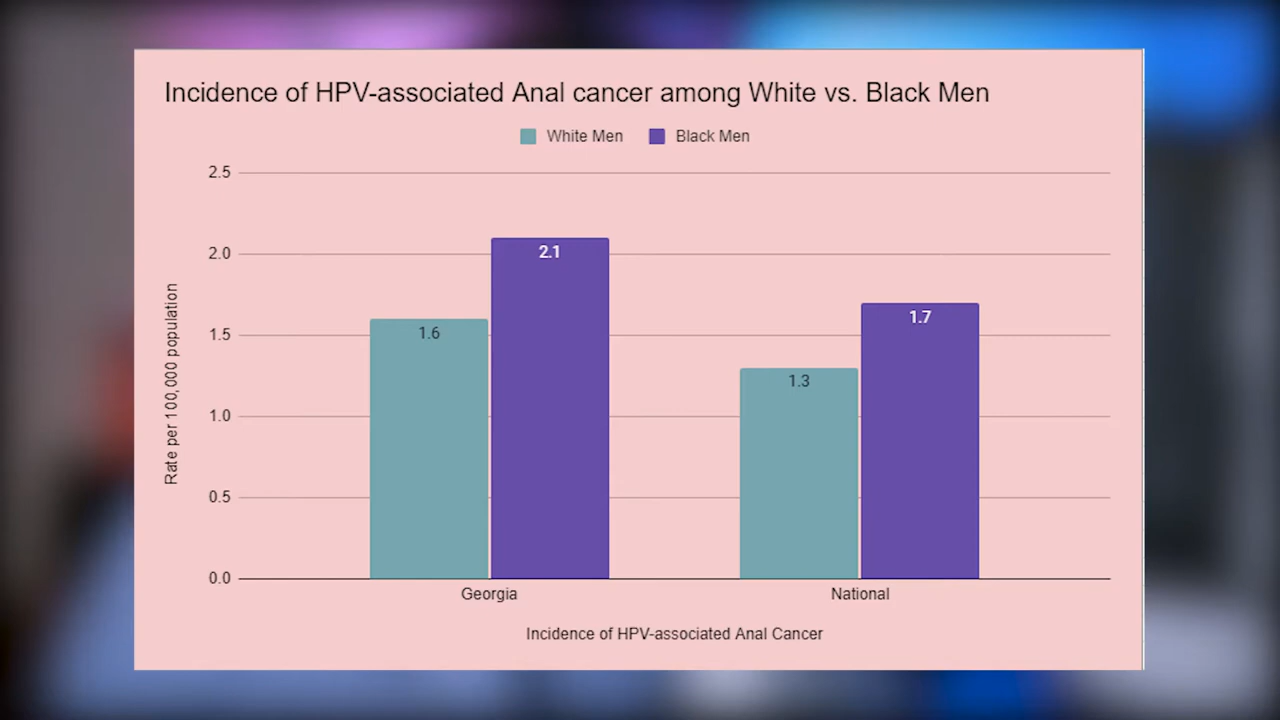 Incidence of HPV-associated Anal cancer among White vs. Black Men
White Men Black Men
2.5
2.0
1.5
1.0
0.5
0.0
Rate per 100,000 population
1.6
2.1
1.3
1.7
Georgia National
Incidence of HPV-associated Anal Cancer